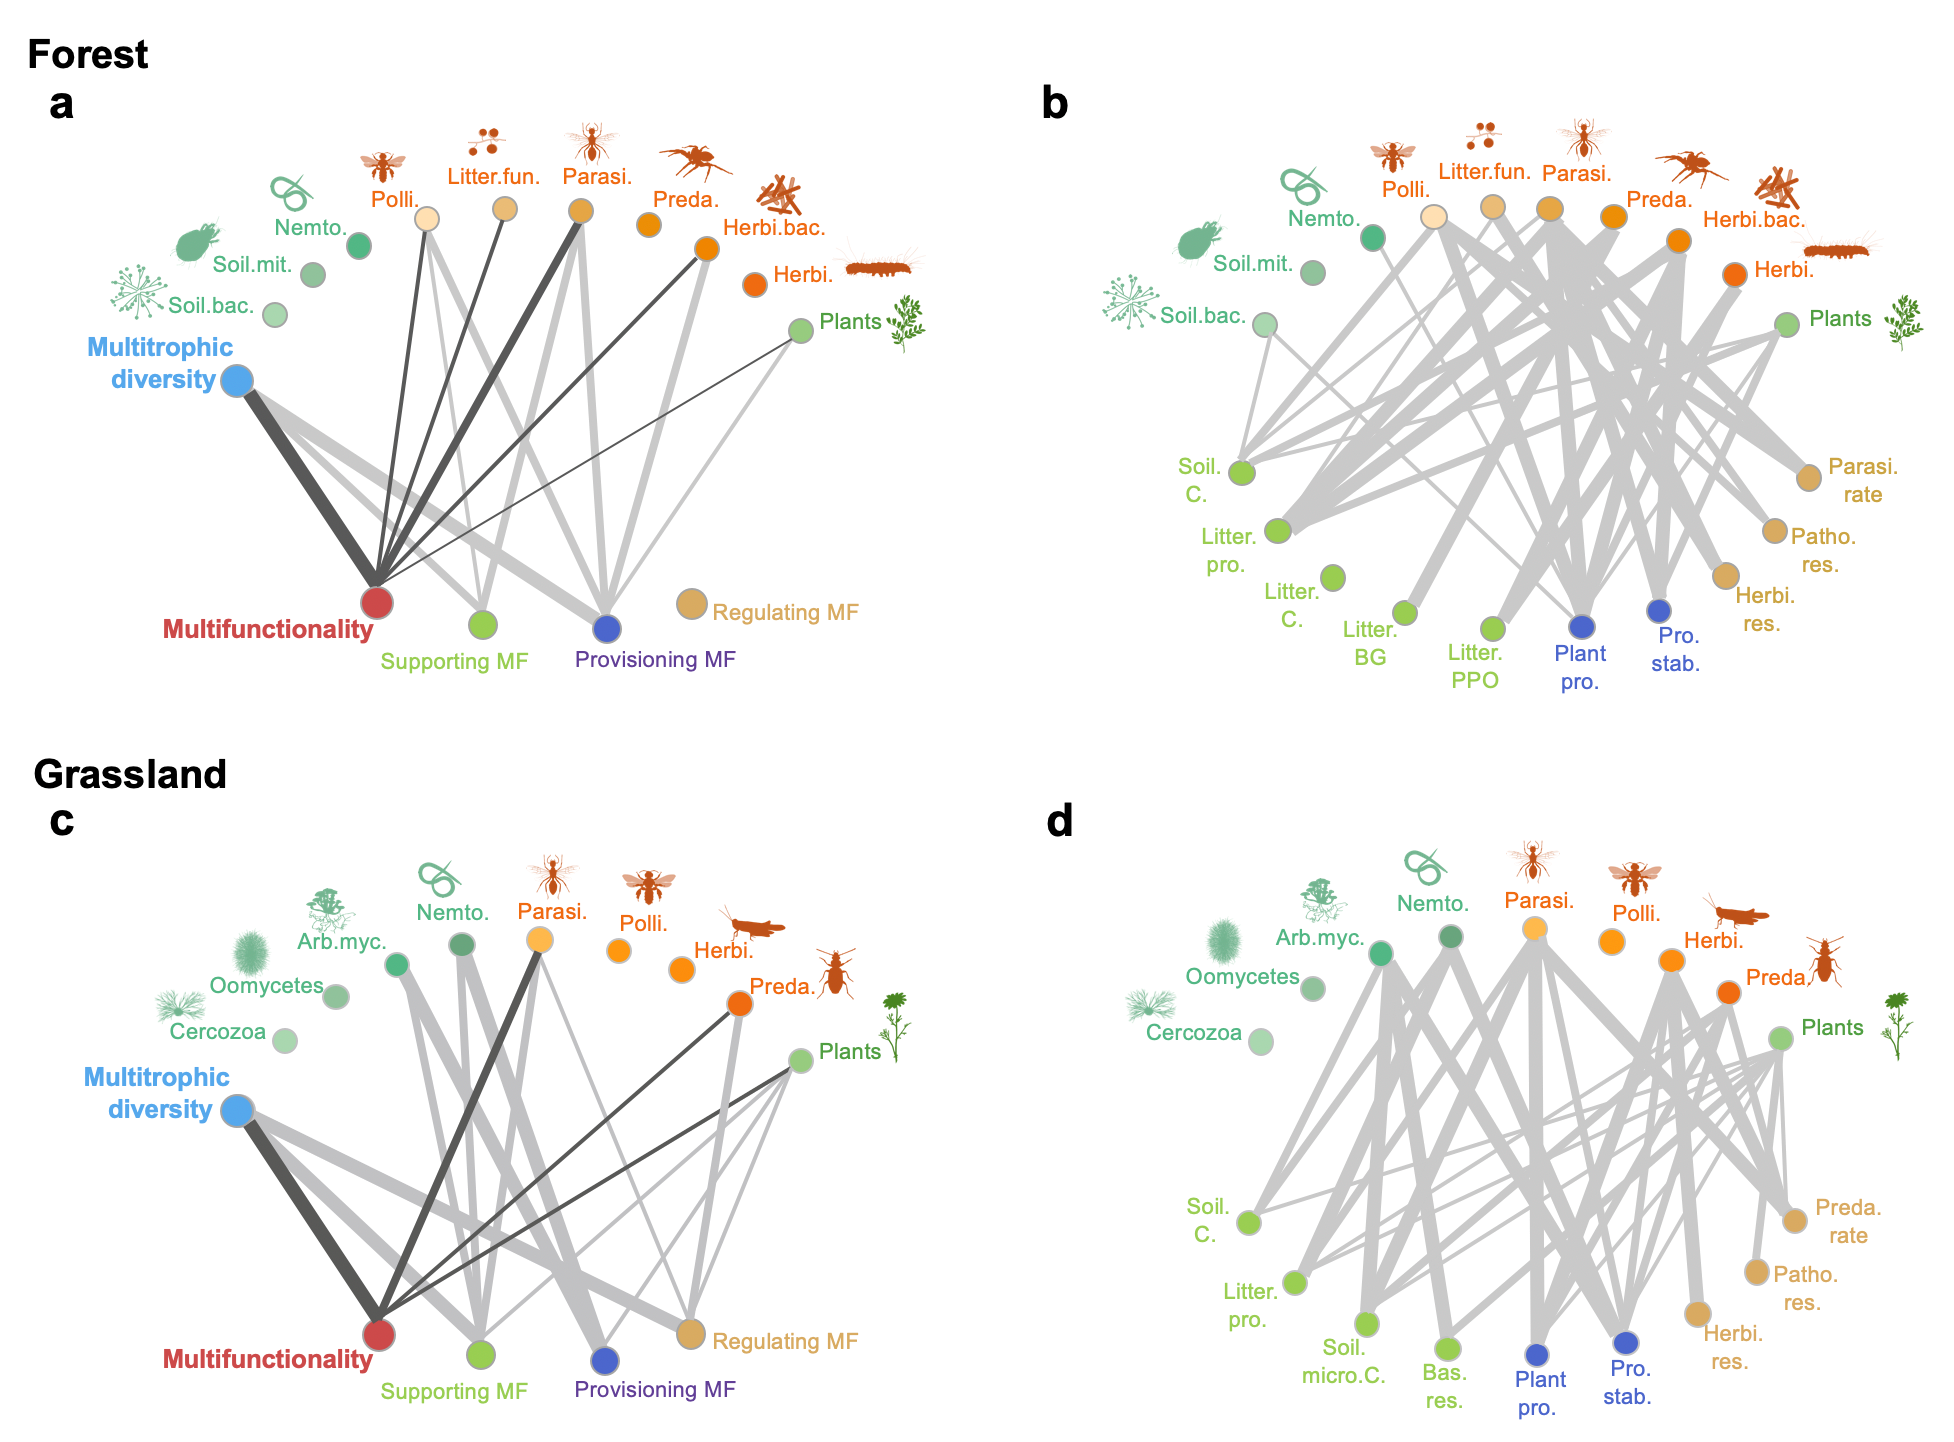 Forest
a
Polli.
Litter.fun.
Parasi.
Preda.
Herbi.bac.
Herbi.
Plants
Nemto.
Soil.mit.
Soil.bac.
Multitrophic
diversity
Multifunctionality
Supporting MF
Provisioning MF
Regulating MF
b
Polli.
Litter.fun.
Parasi.
Preda.
Herbi.bac.
Herbi.
Plants
Nemto.
Soil.mit.
Soil.bac.
Soil.
C.
Litter.
pro.
Litter.
C.
Litter.
BG
Litter.
PPO
Plant
pro.
Pro.
stab.
Herbi.
res.
Patho.
res.
Parasi.
rate
Grassland
c
Cercozoa
Oomycetes
Arb.myc.
Nemto.
Parasi.
Polli.
Herbi.
Preda.
Plants
Multitrophic
diversity
Multifunctionality
Supporting MF
Provisioning MF
Regulating MF
d
Cercozoa
Oomycetes
Arb.myc.
Nemto.
Parasi.
Polli.
Herbi.
Preda.
Plants
Soil.
C.
Litter.
pro.
Soil.
micro.C.
Bas.
res.
Plant
pro.
Pro.
stab.
Herbi.
res.
Patho.
res.
Preda.
rate